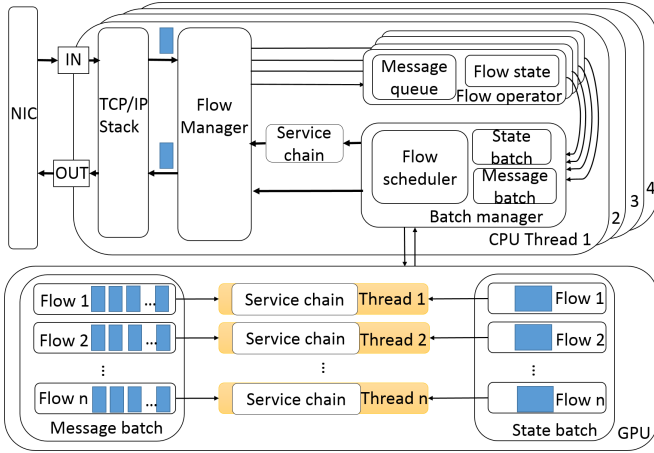 NIC
IN
OUT
TCP/IP
Stack
Flow
Manager
Message
queue
Flow state
Flow operator
Service
chain
Flow
scheduler
State
batch
Message
batch
Batch manager
CPU Thread 1
2
3
4
Flow 1
...
Service chain
Thread 1
Flow 1
Flow 2
...
Service chain
Thread 2
Flow 2
...
...
...
Flow n
...
Service chain
Thread n
Flow n
Message batch
State batch
GPU